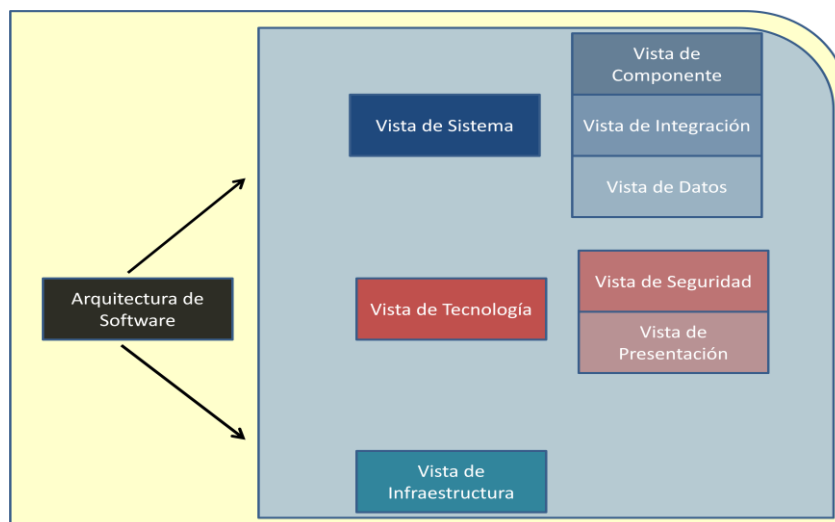 Arquitectura de
Software
Vista de Sistema
Vista de
Componente
Vista de Integración
Vista de Datos
Vista de Tecnología
Vista de Seguridad
Vista de
Presentación
Vista de
Infraestructura